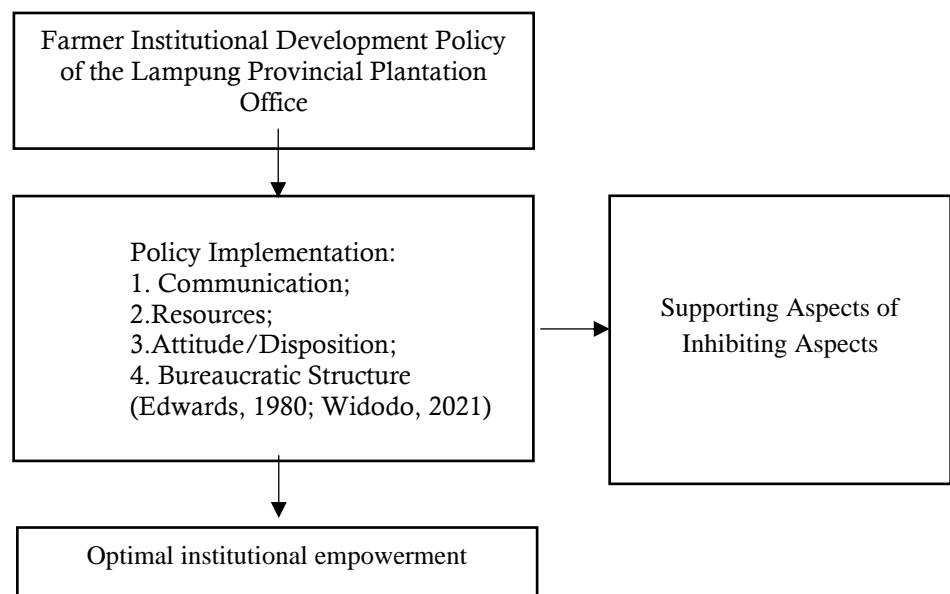 Farmer Institutional Development Policy
of the Lampung Provincial Plantation
Office
Policy Implementation:
1. Communication;
2.Resources;
3.Attitude/Disposition;
4. Bureaucratic Structure
(Edwards, 1980; Widodo, 2021)
Supporting Aspects of
Inhibiting Aspects
Optimal institutional empowerment